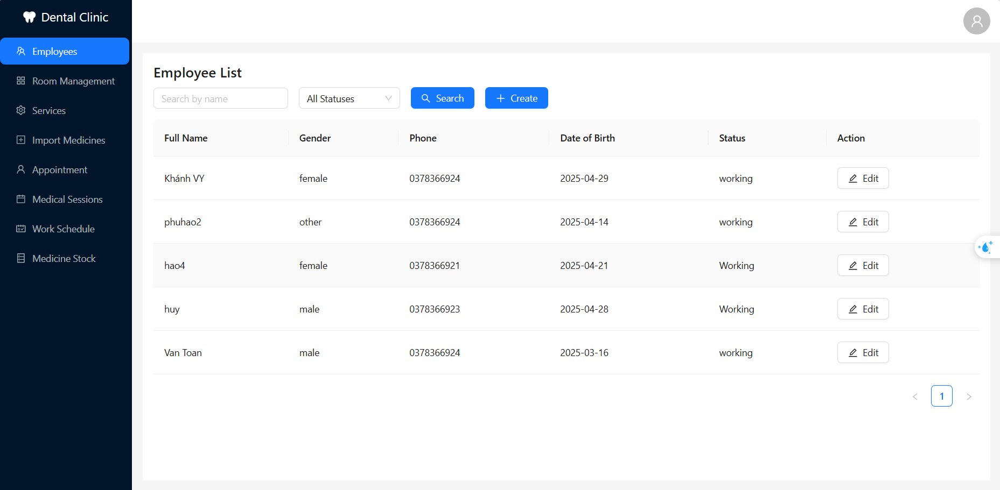 Dental Clinic
Employees
Room Management
Services
Import Medicines
Appointment
Medical Sessions
Work Schedule
Medicine Stock
Employee List
Search by name
All Statuses
Search
Create
Full Name Gender Phone Date of Birth Status Action
Khánh VY female 0378366924 2025-04-29 working Edit
phuhao2 other 0378366924 2025-04-14 working Edit
hao4 female 0378366921 2025-04-21 Working Edit
huy male 0378366923 2025-04-28 Working Edit
Van Toan male 0378366924 2025-03-16 working Edit
< 1 >